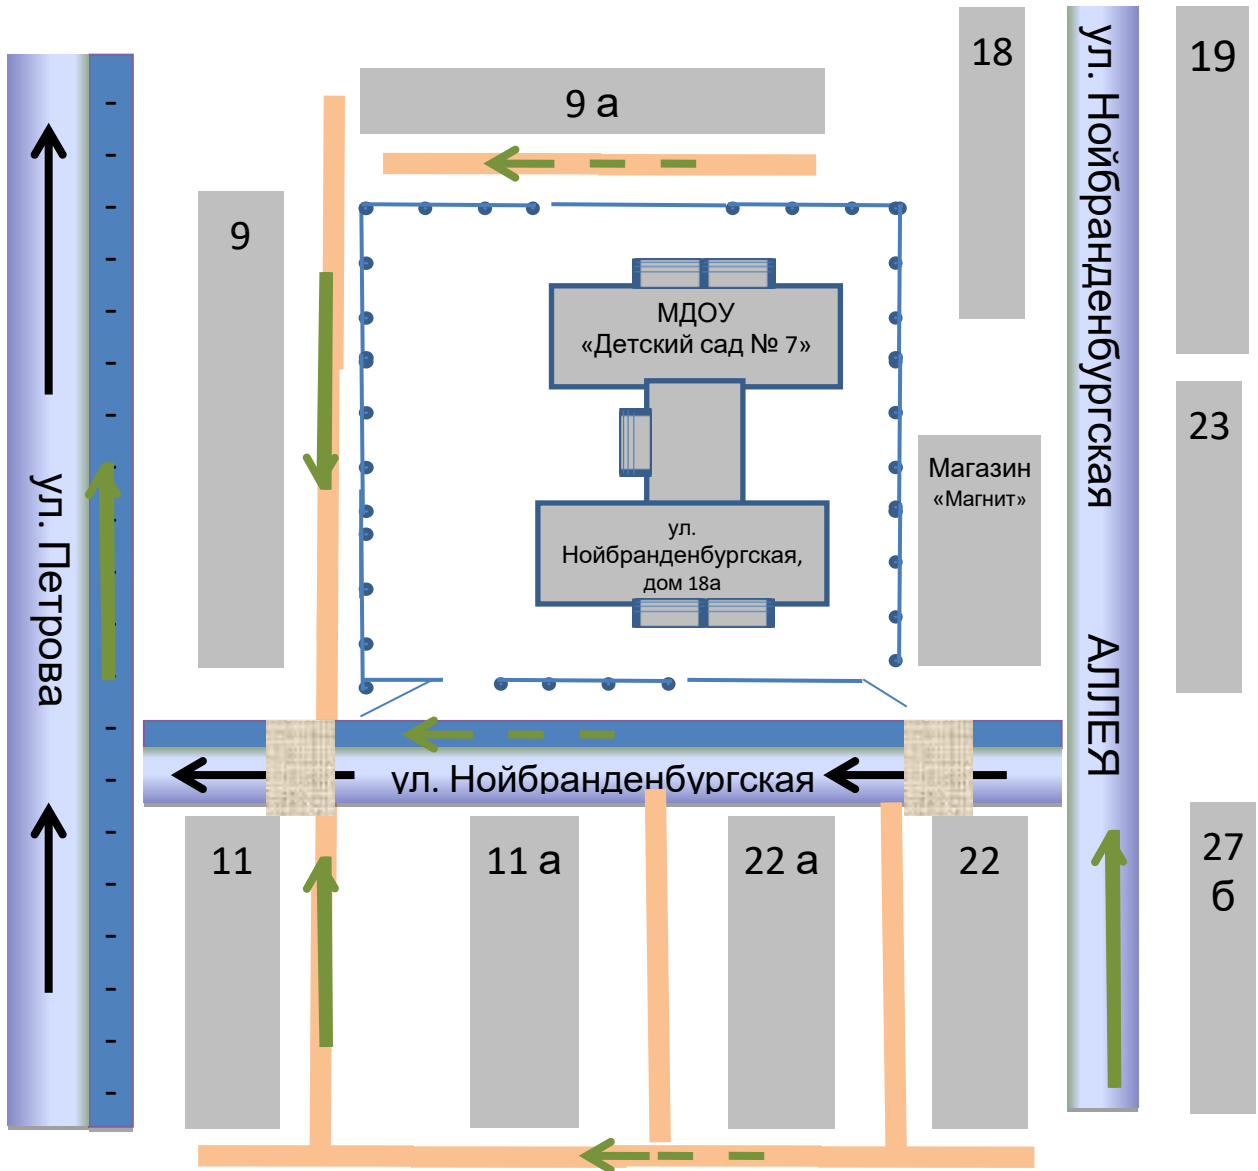 18
ул. Нойбранденбургская АЛЛЕЯ
19
9 а
9
МДОУ
«Детский сад № 7»
23
Магазин
«Магнит»
ул. Петрова
ул.
Нойбранденбургская,
дом 18а
ул. Нойбранденбургская
11
11 а
22 а
22
27
б